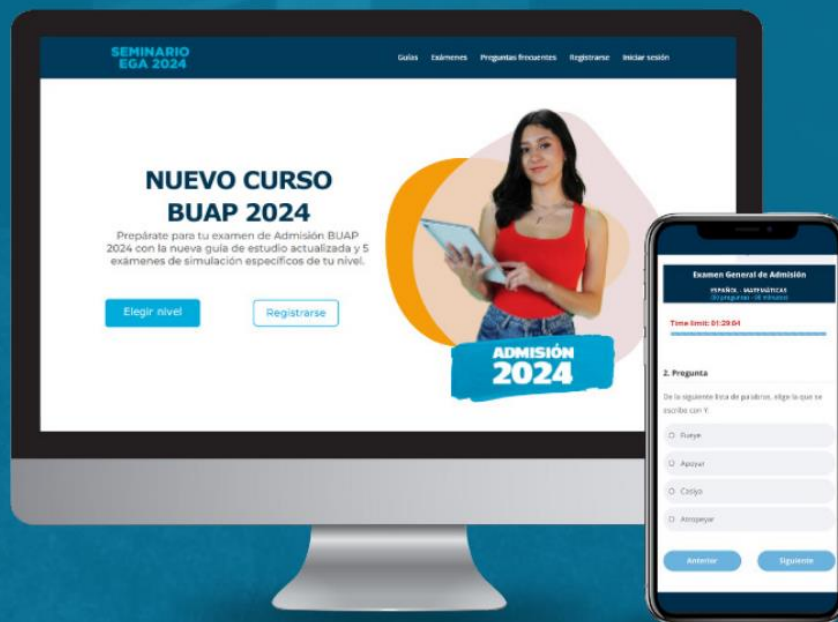 SEMINARIO
EGA 2024
Guías Exámenes Preguntas frecuentes Registrarse Iniciar sesión
NUEVO CURSO
BUAP 2024
Prepárate para tu examen de Admisión BUAP
2024 con la nueva guía de estudio actualizada y 5
exámenes de simulación específicos de tu nivel.
Elegir nivel
Registrarse
ADMISIÓN
2024
Examen General de Admisión
ESPAÑOL - MATEMÁTICAS
Time limit: 01:29:04
2. Pregunta
De la siguiente lista de palabras, elige la que se
escribe con Y.
Apoyar
Atropeyar
Anterior
Siguiente